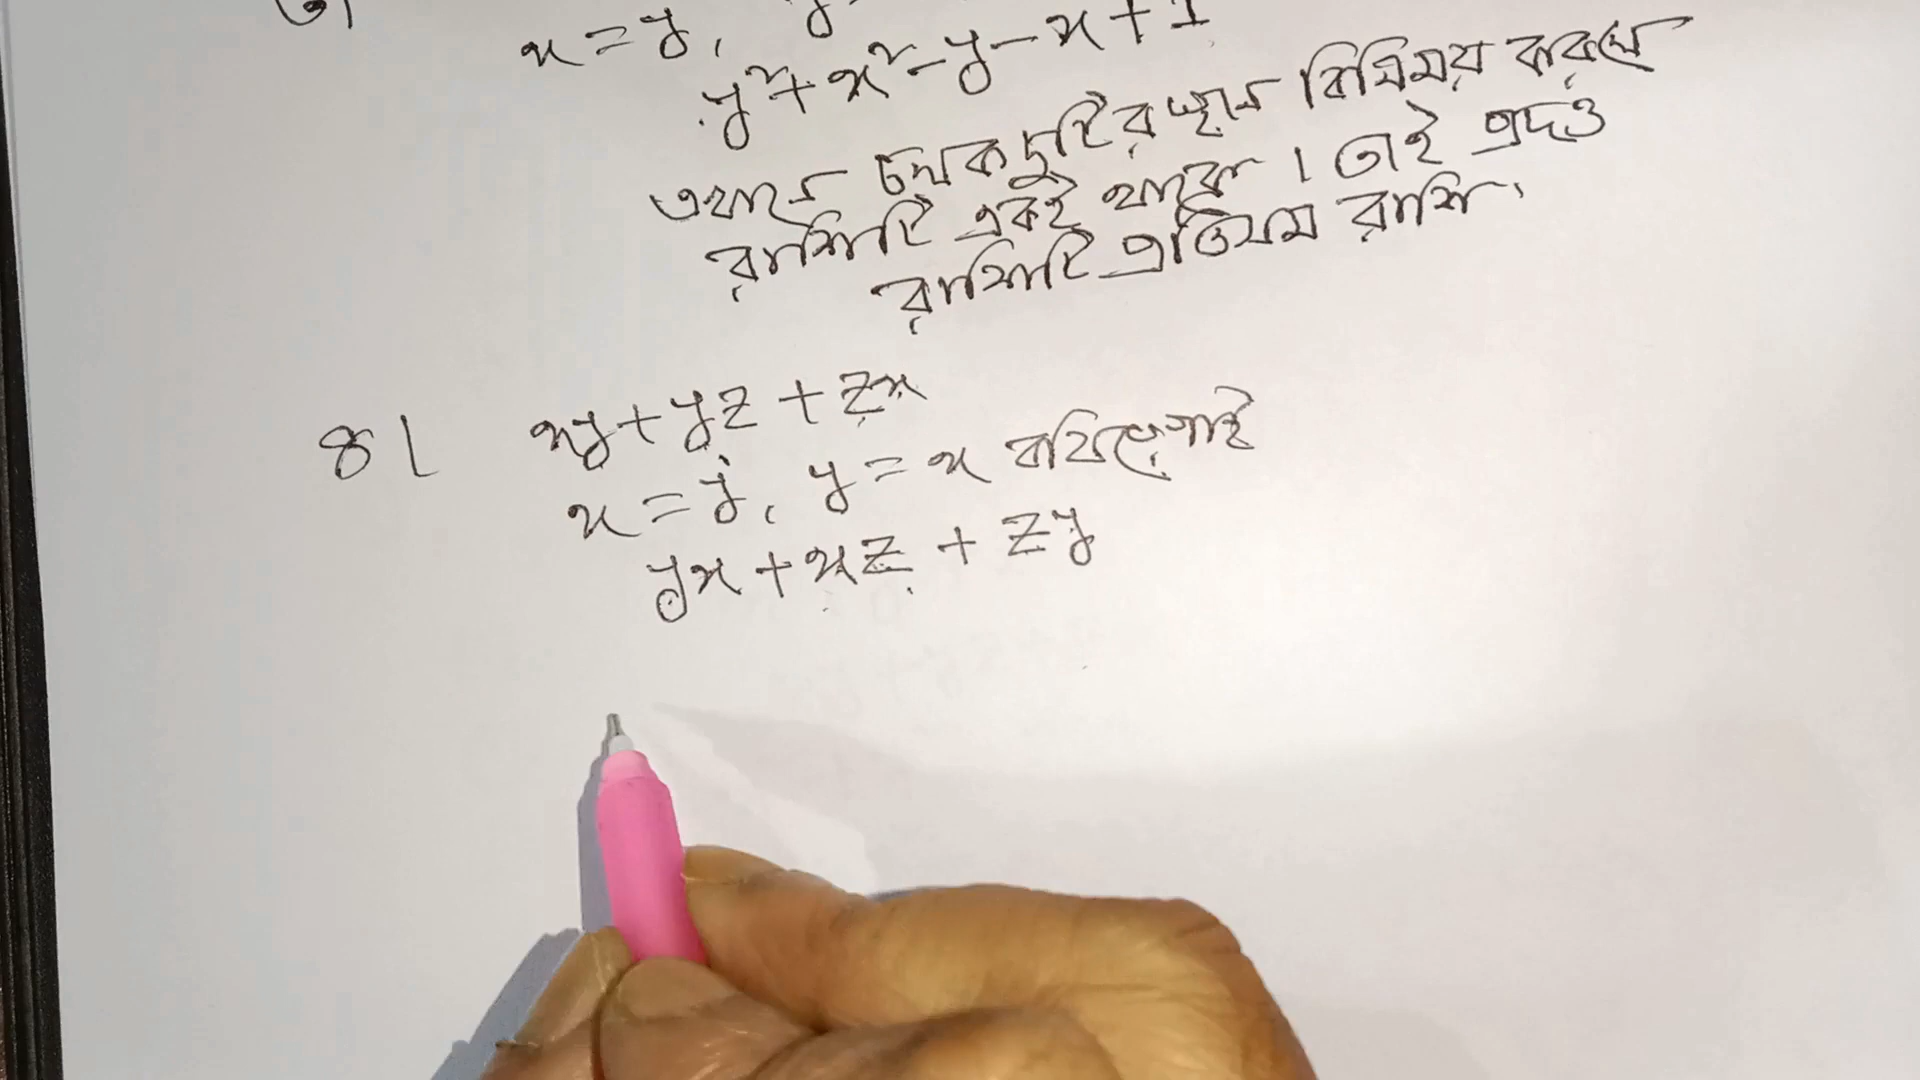 ৩।
x = y, y
y² + x² - y - x + 1
এখানে চলক দুটির স্থান বিনিময় করলে
রাশিটি একই থাকে । তাই প্রদত্ত
রাশিটি প্রতিসম রাশি
৪। xy + yz + zx
x = y, y = x বসিয়ে পাই
yx + xz + zy